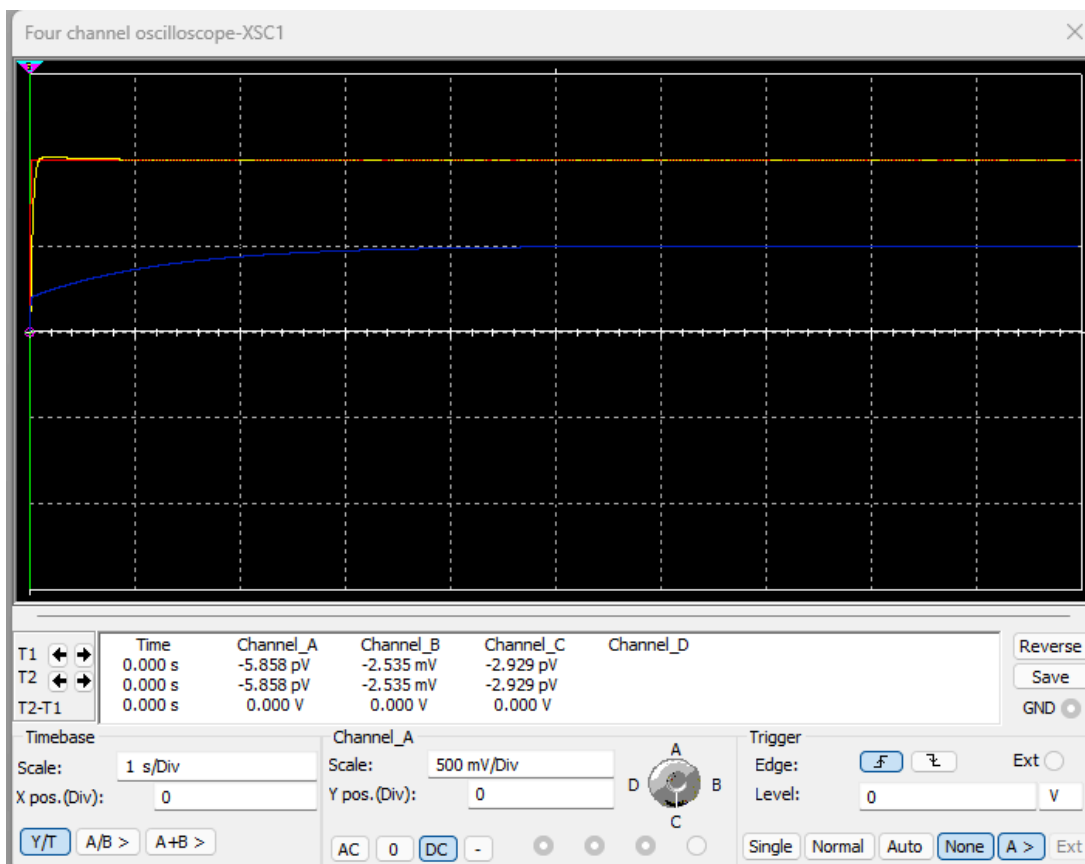 Four channel oscilloscope-XSC1
Time Channel_A Channel_B Channel_C Channel_D
T1 0.000 s -5.858 pV -2.535 mV -2.929 pV
T2 0.000 s -5.858 pV -2.535 mV -2.929 pV
T2-T1 0.000 s 0.000 V 0.000 V 0.000 V
Reverse
Save
GND
Timebase
Scale: 1 s/Div
X pos.(Div): 0
Y/T A/B > A+B >
Channel_A
Scale: 500 mV/Div
Y pos.(Div): 0
AC 0 DC -
A
D B
C
Trigger
Edge: Ext
Level: 0 V
Single Normal Auto None A > Ext